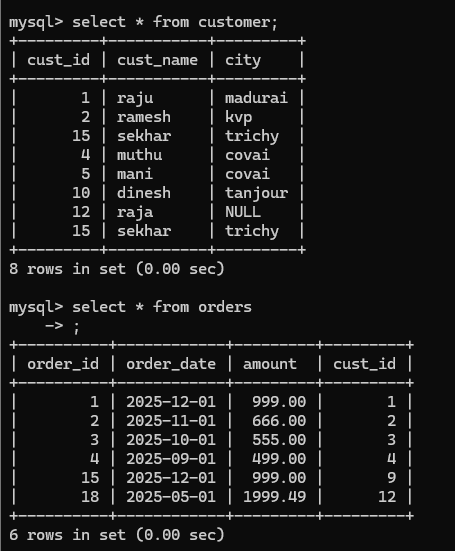 mysql> select * from customer;
+---------+-----------+---------+
| cust_id | cust_name | city    |
+---------+-----------+---------+
|       1 | raju      | madurai |
|       2 | ramesh    | kvp     |
|      15 | sekhar    | trichy  |
|       4 | muthu     | covai   |
|       5 | mani      | covai   |
|      10 | dinesh    | tanjour |
|      12 | raja      | NULL    |
|      15 | sekhar    | trichy  |
+---------+-----------+---------+
8 rows in set (0.00 sec)

mysql> select * from orders
    -> ;
+----------+------------+---------+---------+
| order_id | order_date | amount  | cust_id |
+----------+------------+---------+---------+
|        1 | 2025-12-01 |  999.00 |       1 |
|        2 | 2025-11-01 |  666.00 |       2 |
|        3 | 2025-10-01 |  555.00 |       3 |
|        4 | 2025-09-01 |  499.00 |       4 |
|       15 | 2025-12-01 |  999.00 |       9 |
|       18 | 2025-05-01 | 1999.49 |      12 |
+----------+------------+---------+---------+
6 rows in set (0.00 sec)